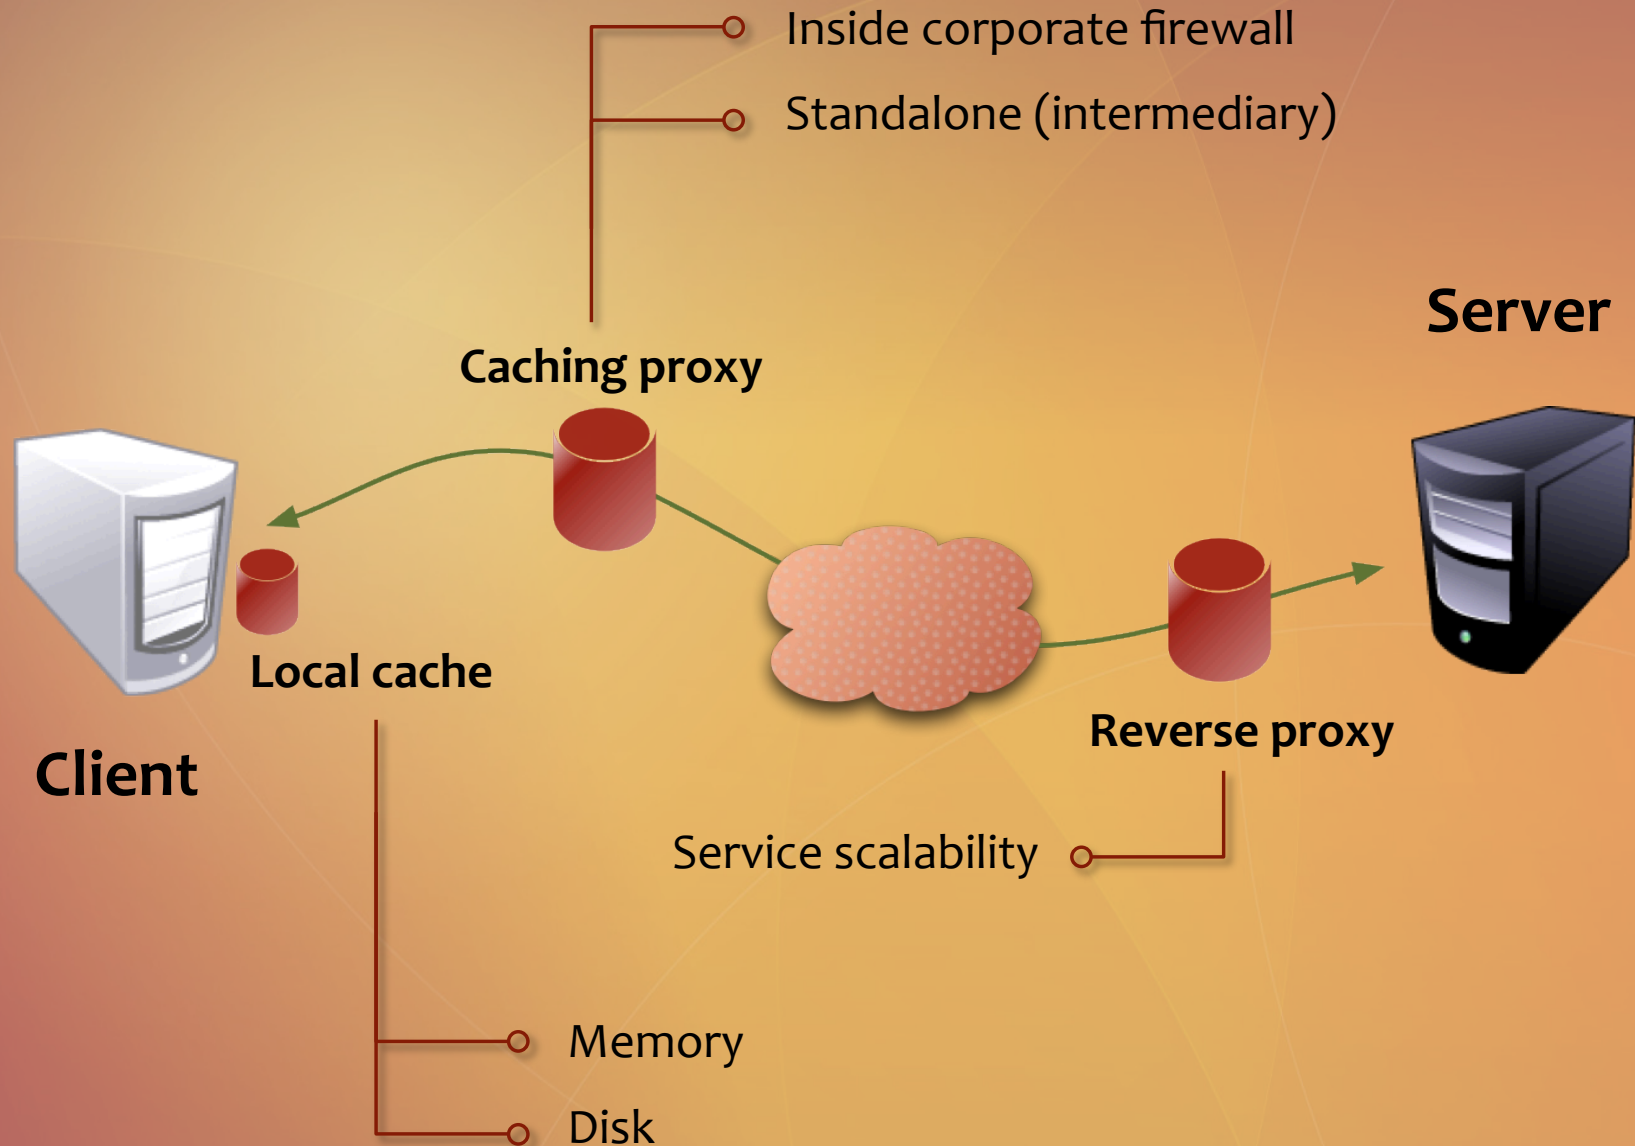 Inside corporate firewall
Standalone (intermediary)
Server
Caching proxy
Local cache
Reverse proxy
Client
Service scalability
Memory
Disk